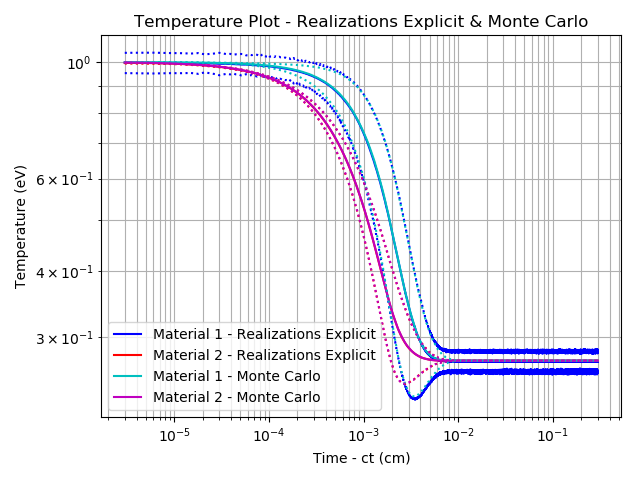 Temperature Plot - Realizations Explicit & Monte Carlo
Temperature (eV)
10⁰
6 × 10⁻¹
4 × 10⁻¹
3 × 10⁻¹
Material 1 - Realizations Explicit
Material 2 - Realizations Explicit
Material 1 - Monte Carlo
Material 2 - Monte Carlo
10⁻⁵ 10⁻⁴ 10⁻³ 10⁻² 10⁻¹
Time - ct (cm)